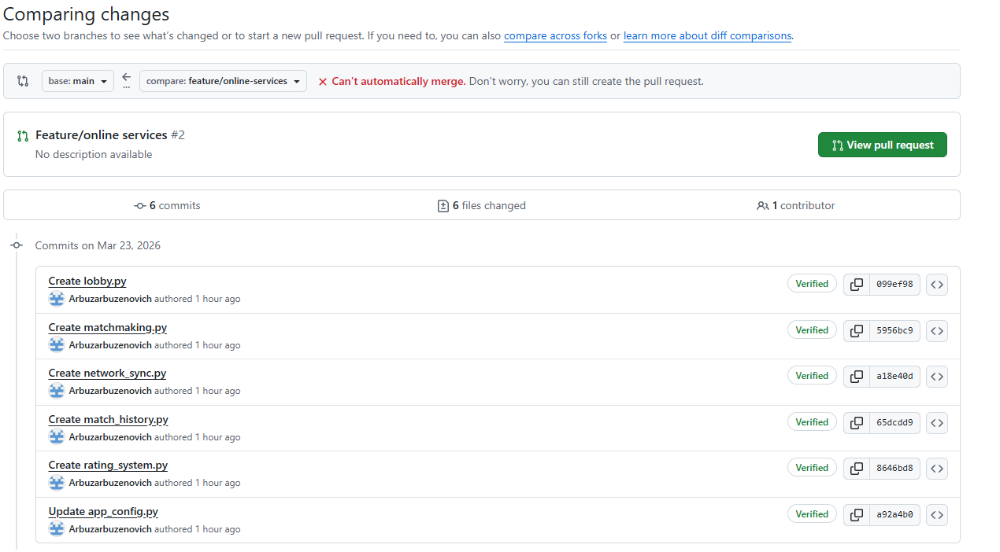 Comparing changes
Choose two branches to see what's changed or to start a new pull request. If you need to, you can also compare across forks or learn more about diff comparisons.
base: main ... compare: feature/online-services Can't automatically merge. Don't worry, you can still create the pull request.
Feature/online services #2
No description available
View pull request
6 commits 6 files changed 1 contributor
Commits on Mar 23, 2026
Create lobby.py
Arbuzarbuzenovich authored 1 hour ago
Verified 099ef98
Create matchmaking.py
Arbuzarbuzenovich authored 1 hour ago
Verified 5956bc9
Create network_sync.py
Arbuzarbuzenovich authored 1 hour ago
Verified a18e40d
Create match_history.py
Arbuzarbuzenovich authored 1 hour ago
Verified 65dcdd9
Create rating_system.py
Arbuzarbuzenovich authored 1 hour ago
Verified 8646bd8
Update app_config.py
Arbuzarbuzenovich authored 1 hour ago
Verified a92a4b0